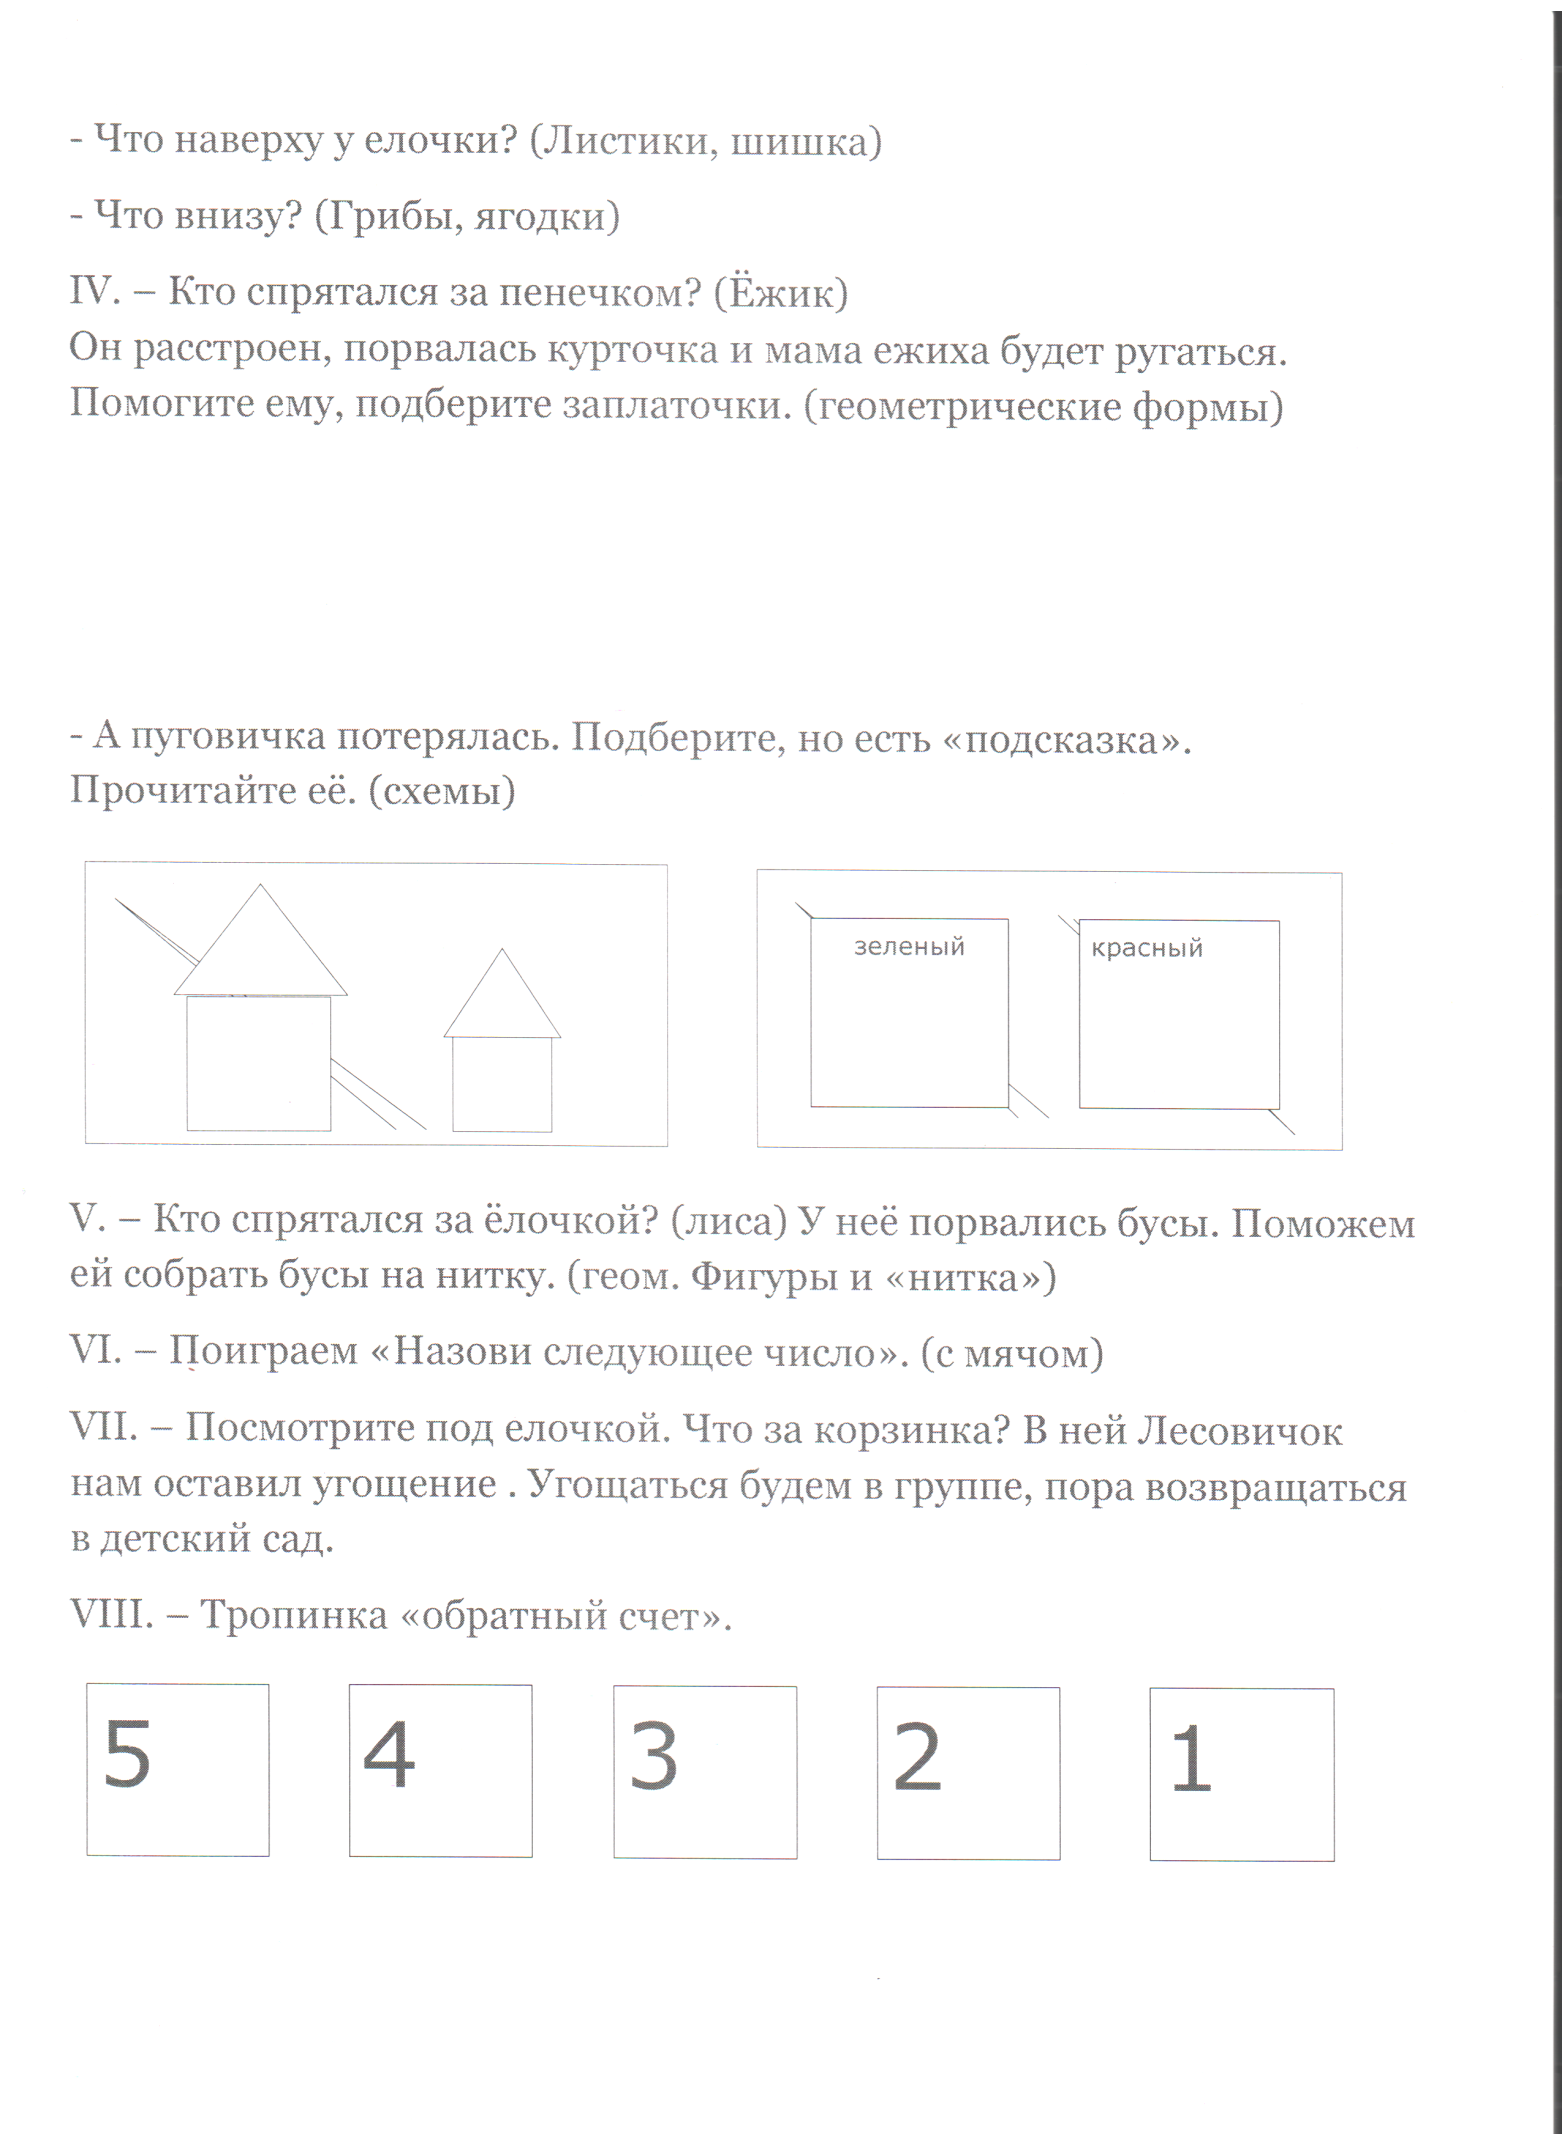 - Что наверху у елочки? (Листики, шишка)
- Что внизу? (Грибы, ягодки)
IV. – Кто спрятался за пенечком? (Ёжик)
Он расстроен, порвалась курточка и мама ежиха будет ругаться.
Помогите ему, подберите заплаточки. (геометрические формы)
- А пуговичка потерялась. Подберите, но есть «подсказка».
Прочитайте её. (схемы)
зеленый
красный
V. – Кто спрятался за ёлочкой? (лиса) У неё порвались бусы. Поможем
ей собрать бусы на нитку. (геом. Фигуры и «нитка»)
VI. – Поиграем «Назови следующее число». (с мячом)
VII. – Посмотрите под елочкой. Что за корзинка? В ней Лесовичок
нам оставил угощение . Угощаться будем в группе, пора возвращаться
в детский сад.
VIII. – Тропинка «обратный счет».
5 4 3 2 1